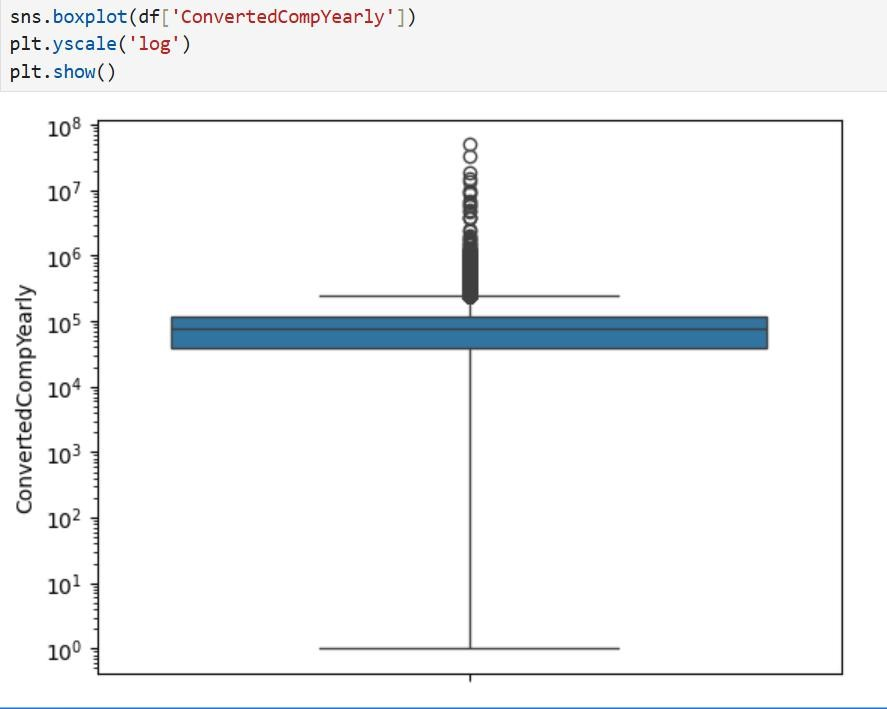 sns.boxplot(df['ConvertedCompYearly'])
plt.yscale('log')
plt.show()
10⁸
10⁷
10⁶
10⁵
10⁴
10³
10²
10¹
10⁰
ConvertedCompYearly